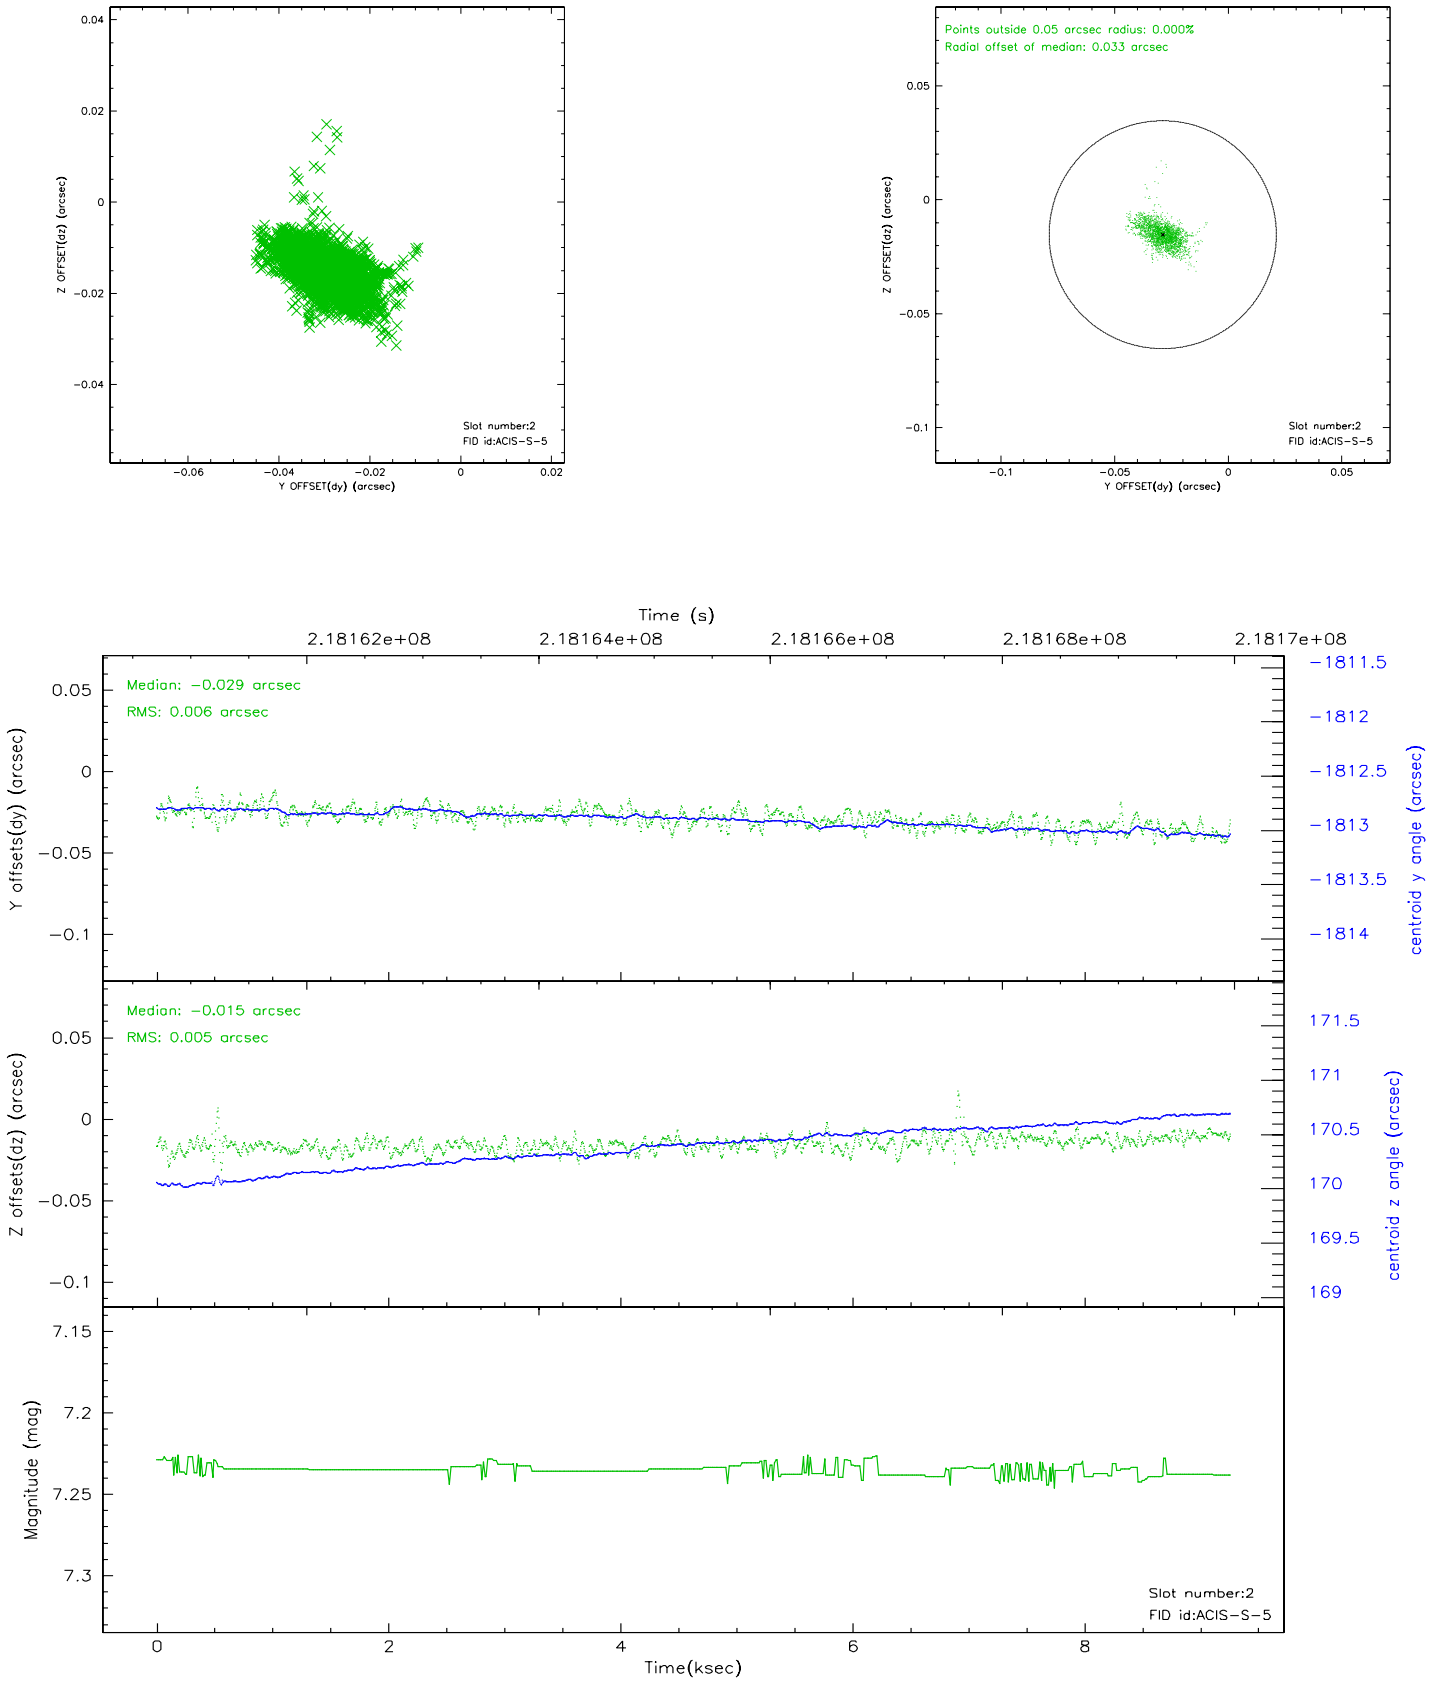 0.04
0.02
0
−0.02
−0.04
Z OFFSET(dz) (arcsec)
Slot number:2
FID id:ACIS−S−5
−0.06 −0.04 −0.02 0 0.02
Y OFFSET(dy) (arcsec)
Points outside 0.05 arcsec radius: 0.000%
Radial offset of median: 0.033 arcsec
0.05
0
−0.05
−0.1
Z OFFSET(dz) (arcsec)
Slot number:2
FID id:ACIS−S−5
−0.1 −0.05 0 0.05
Y OFFSET(dy) (arcsec)
Time (s)
2.18162e+08 2.18164e+08 2.18166e+08 2.18168e+08 2.1817e+08
Median: −0.029 arcsec
RMS: 0.006 arcsec
0.05
0
−0.05
−0.1
Y offsets(dy) (arcsec)
−1811.5
−1812
−1812.5
−1813
−1813.5
−1814
centroid y angle (arcsec)
Median: −0.015 arcsec
RMS: 0.005 arcsec
0.05
0
−0.05
−0.1
Z offsets(dz) (arcsec)
171.5
171
170.5
170
169.5
169
centroid z angle (arcsec)
7.15
7.2
7.25
7.3
Magnitude (mag)
Slot number:2
FID id:ACIS−S−5
0 2 4 6 8
Time(ksec)